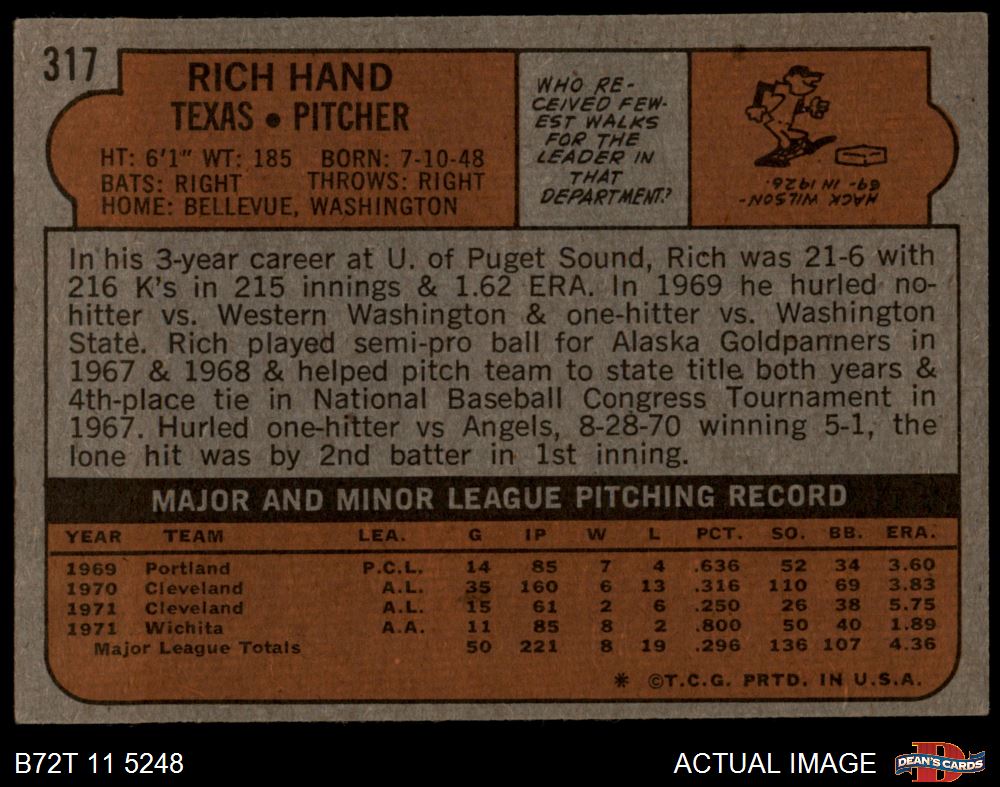 317
RICH HAND
TEXAS • PITCHER
HT: 6'1" WT: 185 BORN: 7-10-48
BATS: RIGHT THROWS: RIGHT
HOME: BELLEVUE, WASHINGTON
WHO RE-
CEIVED FEW-
EST WALKS
FOR THE
LEADER IN
THAT
DEPARTMENT?
HACK WILSON-
69- IN 1926.
In his 3-year career at U. of Puget Sound, Rich was 21-6 with
216 K's in 215 innings & 1.62 ERA. In 1969 he hurled no-
hitter vs. Western Washington & one-hitter vs. Washington
State. Rich played semi-pro ball for Alaska Goldpanners in
1967 & 1968 & helped pitch team to state title both years &
4th-place tie in National Baseball Congress Tournament in
1967. Hurled one-hitter vs Angels, 8-28-70 winning 5-1, the
lone hit was by 2nd batter in 1st inning.
MAJOR AND MINOR LEAGUE PITCHING RECORD
YEAR TEAM LEA. G IP W L PCT. SO. BB. ERA.
1969 Portland P.C.L. 14 85 7 4 .636 52 34 3.60
1970 Cleveland A.L. 35 160 6 13 .316 110 69 3.83
1971 Cleveland A.L. 15 61 2 6 .250 26 38 5.75
1971 Wichita A.A. 11 85 8 2 .800 50 40 1.89
Major League Totals 50 221 8 19 .296 136 107 4.36
* ©T.C.G. PRTD. IN U.S.A.
B72T 11 5248
ACTUAL IMAGE
DEAN'S CARDS